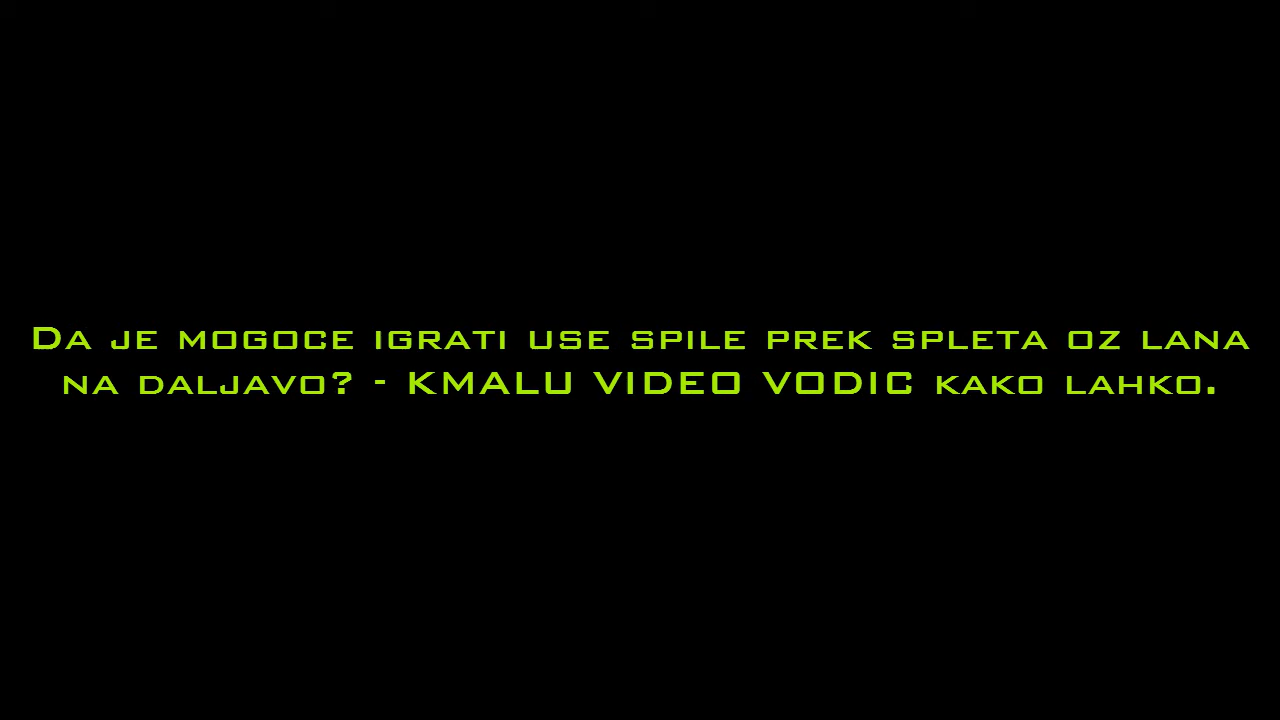 Da je mogoce igrati use spile prek spleta oz lana
na daljavo? - KMALU VIDEO VODIC kako lahko.